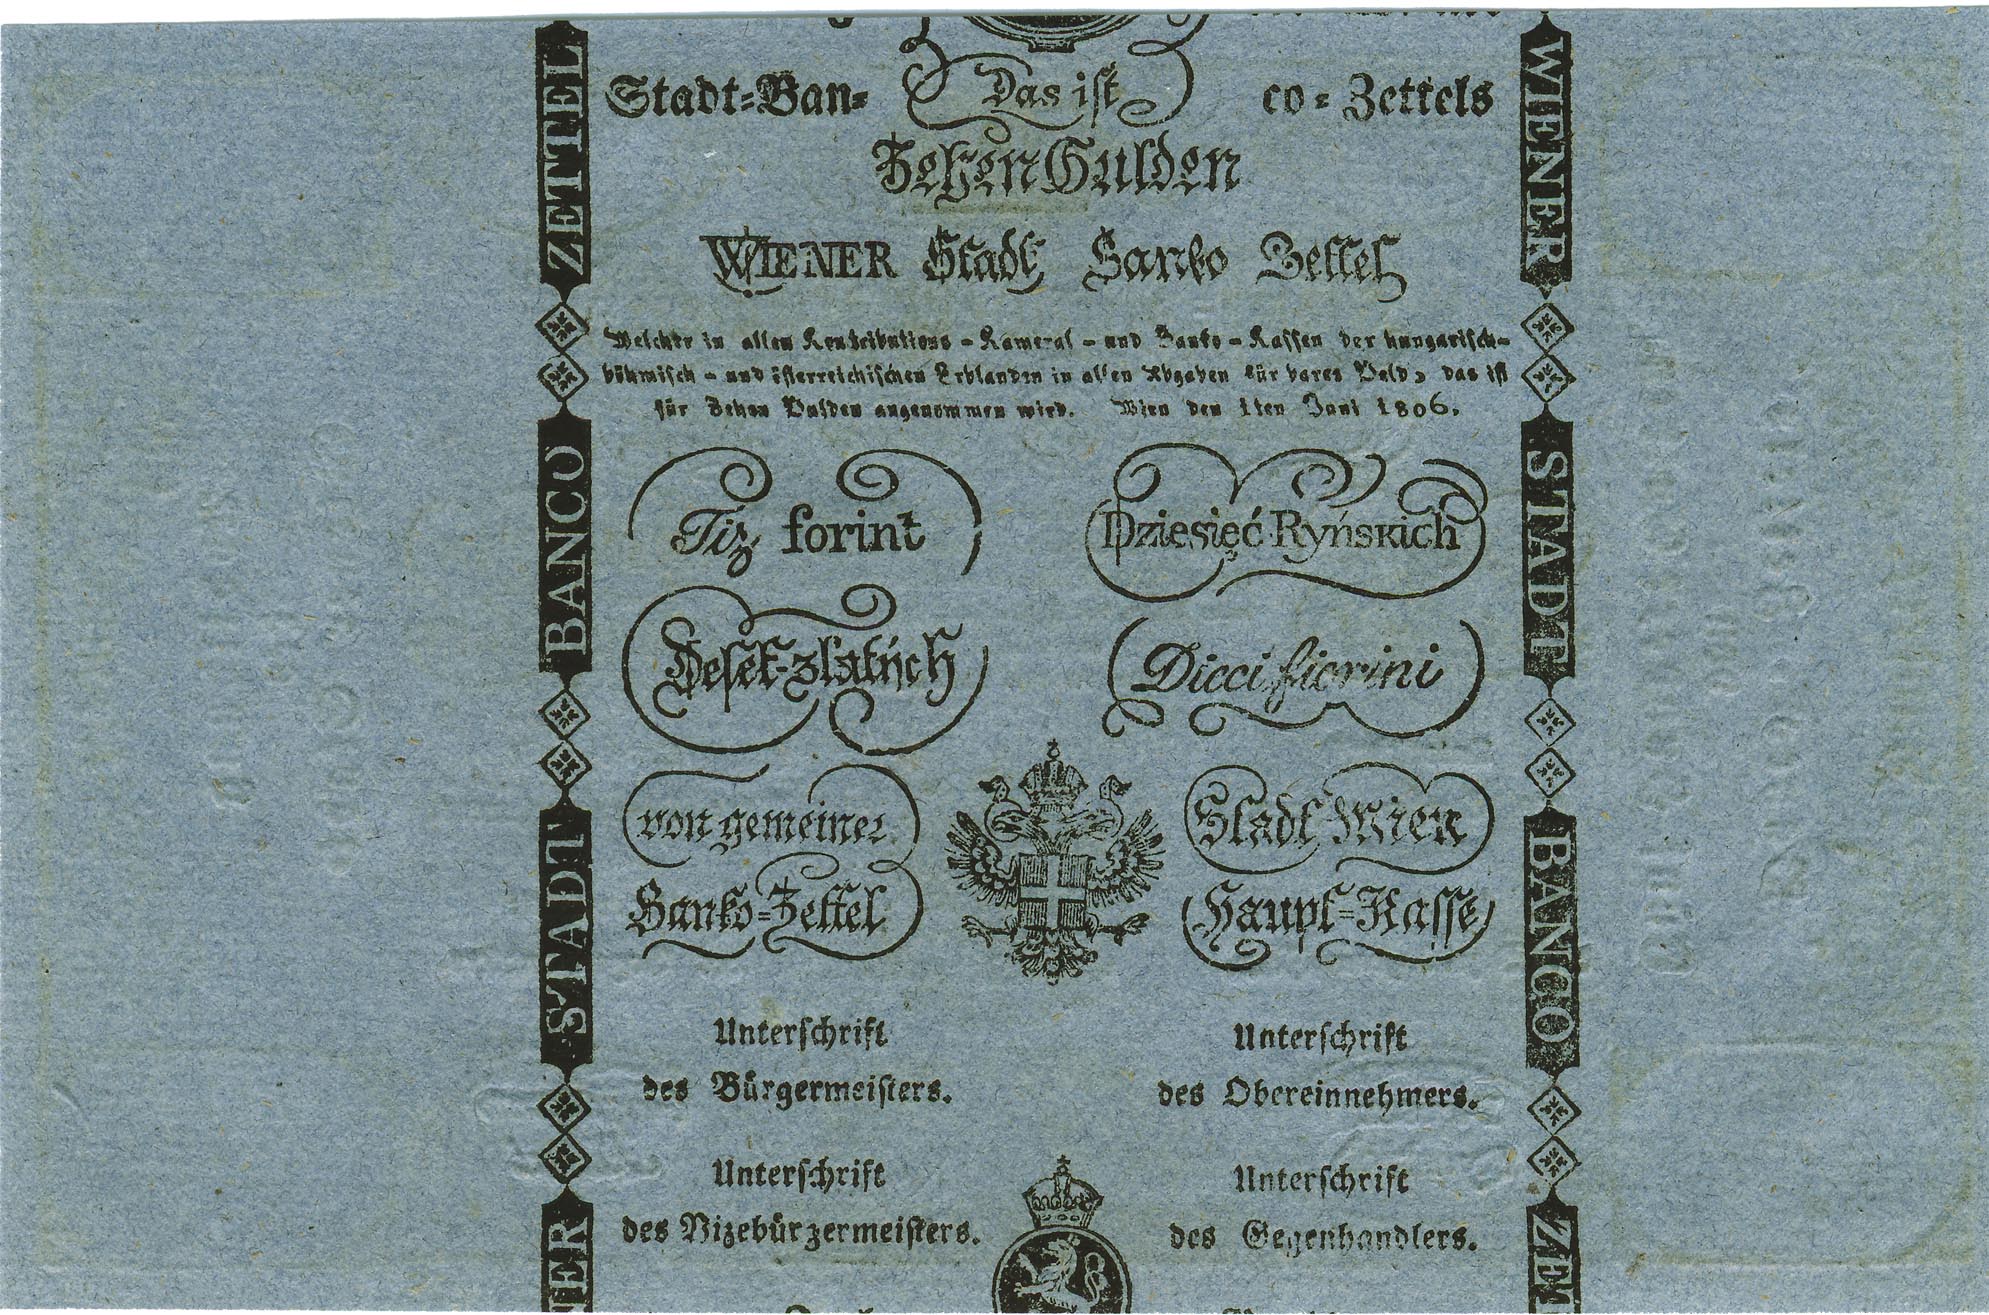 Stadt=Ban= Das ist co=Zettels
Zehen Gulden
WIENER Stadt Banko Zettel
Welcher in allen Kontributions-Kameral-und Banko-Kassen der hungarisch-
böhmisch-und österreichischen Erblanden in allen Abgaben für bares Geld, das ist
für Zehen Gulden angenommen wird. Wien den 1ten Juni 1806.
Tiz forint
Dziesięć Ryńskich
Deset-zlatých
Dieci fiorini
von gemeiner
Stadt Wien
Banko=Zettel
Haupt=Kasse
Unterschrift
des Bürgermeisters.
Unterschrift
des Obereinnehmers.
Unterschrift
des Vizebürzermeisters.
Unterschrift
des Gegenhandlers.
ZETTEL
BANCO
STADT
WIENER
STADT
BANCO